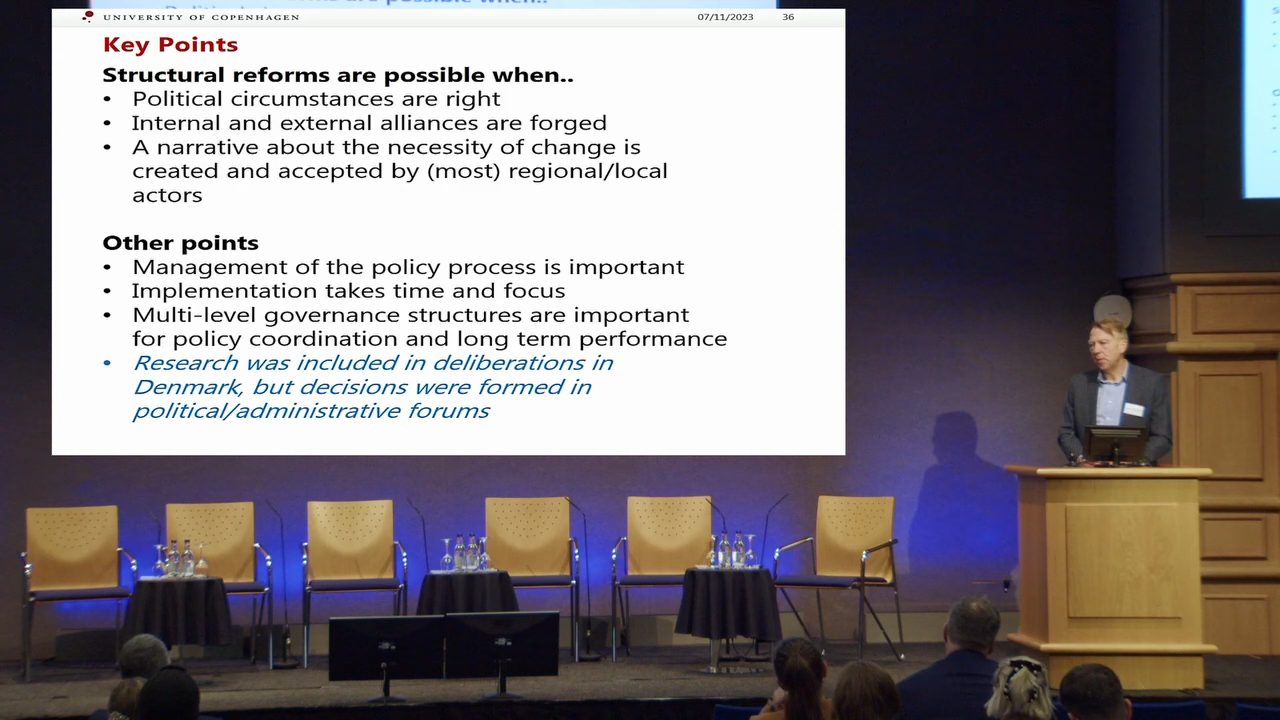 UNIVERSITY OF COPENHAGEN
07/11/2023 36
Key Points
Structural reforms are possible when..
• Political circumstances are right
• Internal and external alliances are forged
• A narrative about the necessity of change is
created and accepted by (most) regional/local
actors
Other points
• Management of the policy process is important
• Implementation takes time and focus
• Multi-level governance structures are important
for policy coordination and long term performance
• Research was included in deliberations in
Denmark, but decisions were formed in
political/administrative forums